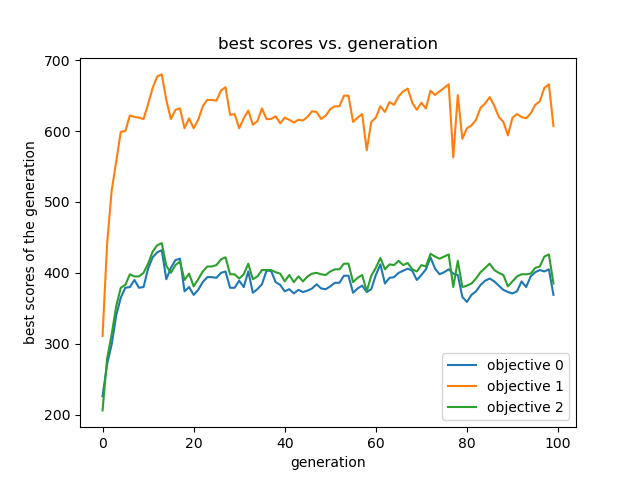 best scores vs. generation
best scores of the generation
700
600
500
400
300
200
0
20
40
60
80
100
generation
objective 0
objective 1
objective 2